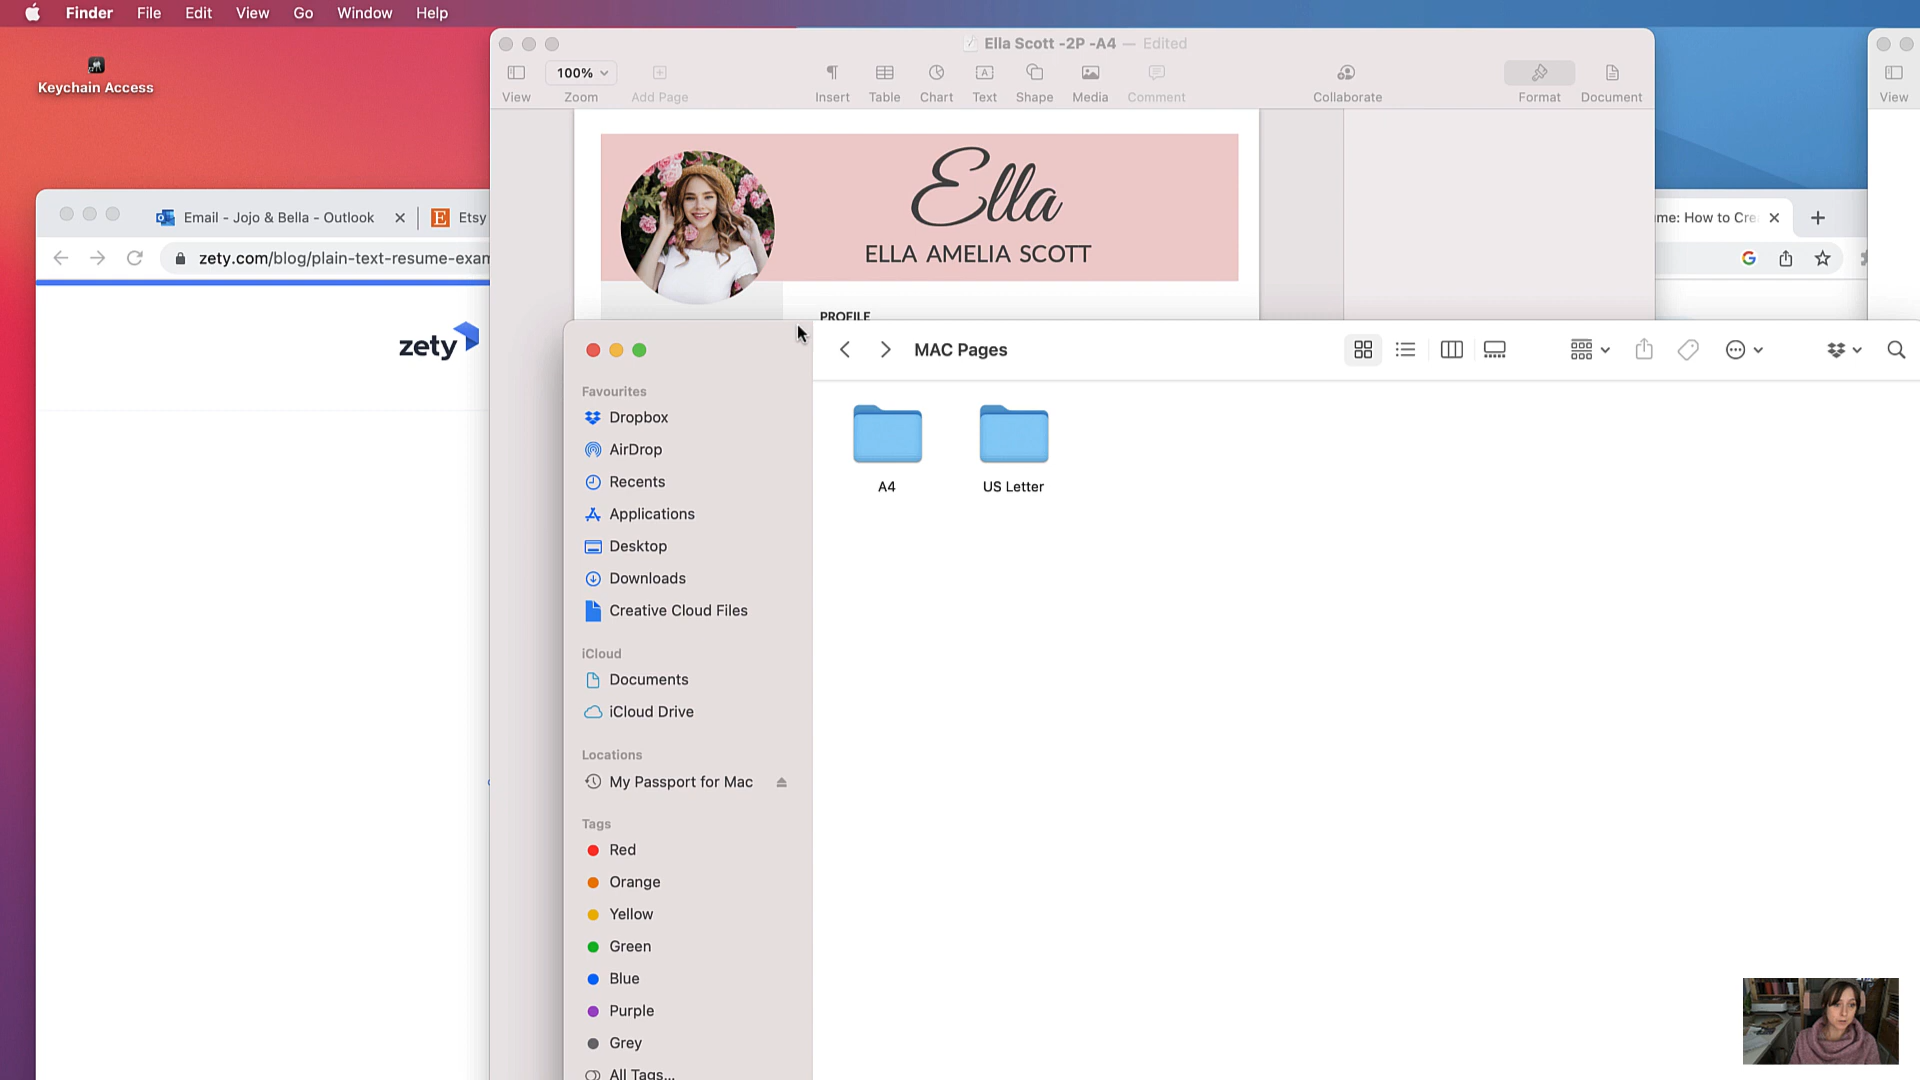 Finder File Edit View Go Window Help
Keychain Access
Ella Scott -2P -A4 — Edited
100%
View Zoom Add Page Insert Table Chart Text Shape Media Comment Collaborate Format Document
View
Email - Jojo & Bella - Outlook
Etsy
me: How to Cre
zety.com/blog/plain-text-resume-exam
zety
Ella
ELLA AMELIA SCOTT
PROFILE
MAC Pages
Favourites
Dropbox
AirDrop
Recents
Applications
Desktop
Downloads
Creative Cloud Files
iCloud
Documents
iCloud Drive
Locations
My Passport for Mac
Tags
Red
Orange
Yellow
Green
Blue
Purple
Grey
All Tags...
A4
US Letter